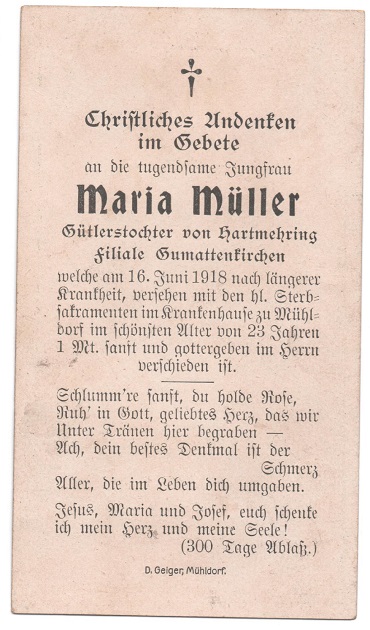 Christliches Andenken
im Gebete
an die tugendsame Jungfrau
Maria Müller
Gütlerstochter von Hartmehring
Filiale Gumattenkirchen
welche am 16. Juni 1918 nach längerer
Krankheit, versehen mit den hl. Sterb-
sakramenten im Krankenhause zu Mühl-
dorf im schönsten Alter von 23 Jahren
1 Mt. sanft und gottergeben im Herrn
verschieden ist.
Schlumm're sanft, du holde Rose,
Ruh' in Gott, geliebtes Herz, das wir
Unter Tränen hier begraben —
Ach, dein bestes Denkmal ist der
Schmerz
Aller, die im Leben dich umgaben.
Jesus, Maria und Josef, euch schenke
ich mein Herz und meine Seele!
(300 Tage Ablaß.)
D. Geiger, Mühldorf.